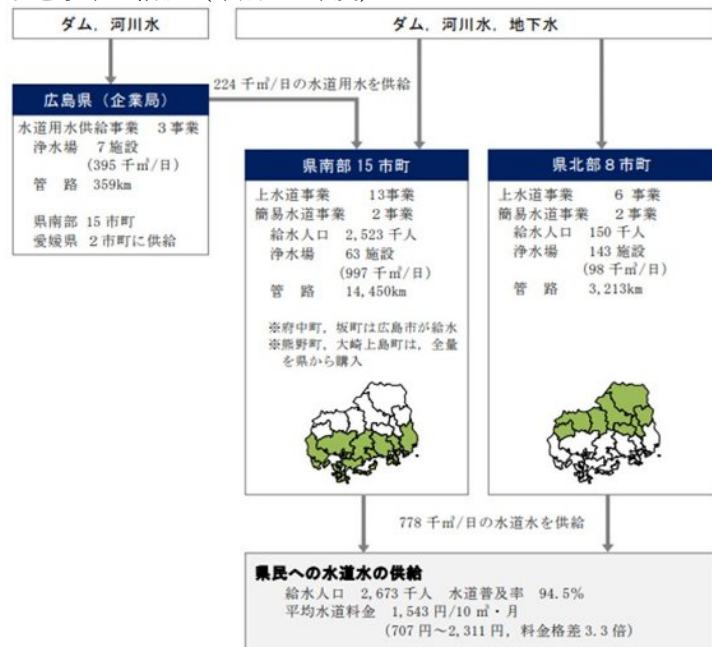 ダム，河川水
ダム，河川水，地下水
224 千㎥/日の水道用水を供給
広島県（企業局）
水道用水供給事業 3事業
浄水場 7施設
(395千㎥/日)
管 路 359km
県南部 15市町
愛媛県 2市町に供給
県南部 15 市町
上水道事業 13事業
簡易水道事業 2事業
給水人口 2,523 千人
浄水場 63 施設
(997 千㎥/日)
管 路 14,450km
※府中町，坂町は広島市が給水
※熊野町，大崎上島町は，全量
を県から購入
県北部8市町
上水道事業 6 事業
簡易水道事業 2事業
給水人口 150 千人
浄水場 143 施設
(98 千㎥/日)
管 路 3,213km
778 千㎥/日の水道水を供給
県民への水道水の供給
給水人口 2,673 千人 水道普及率 94.5%
平均水道料金 1,543 円/10 ㎥・月
(707 円～2,311 円，料金格差 3.3 倍)